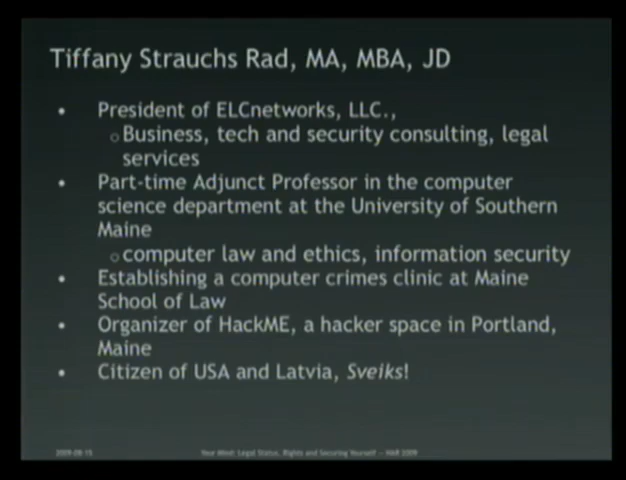 Tiffany Strauchs Rad, MA, MBA, JD
• President of ELCnetworks, LLC.,
○ Business, tech and security consulting, legal
services
• Part-time Adjunct Professor in the computer
science department at the University of Southern
Maine
○ computer law and ethics, information security
• Establishing a computer crimes clinic at Maine
School of Law
• Organizer of HackME, a hacker space in Portland,
Maine
• Citizen of USA and Latvia, Sveiks!
2009-08-15
Your Mind: Legal Status, Rights and Securing Yourself -- HAR 2009